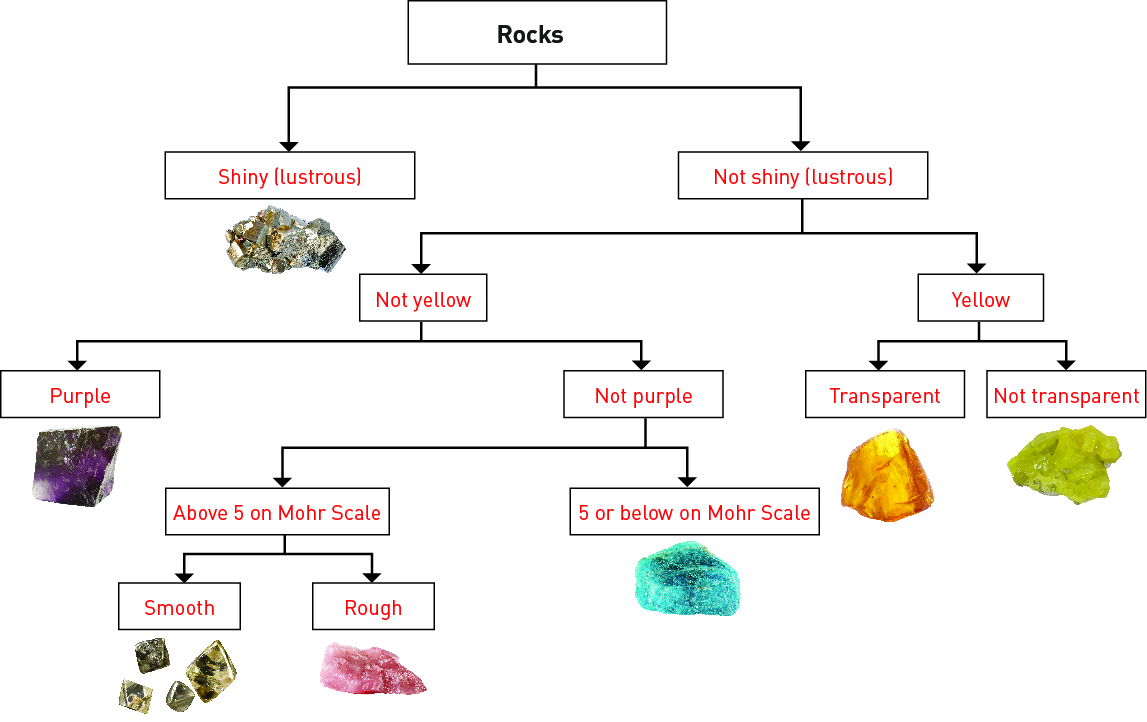 Rocks
Shiny (lustrous)
Not shiny (lustrous)
Not yellow
Yellow
Purple
Not purple
Transparent
Not transparent
Above 5 on Mohr Scale
5 or below on Mohr Scale
Smooth
Rough